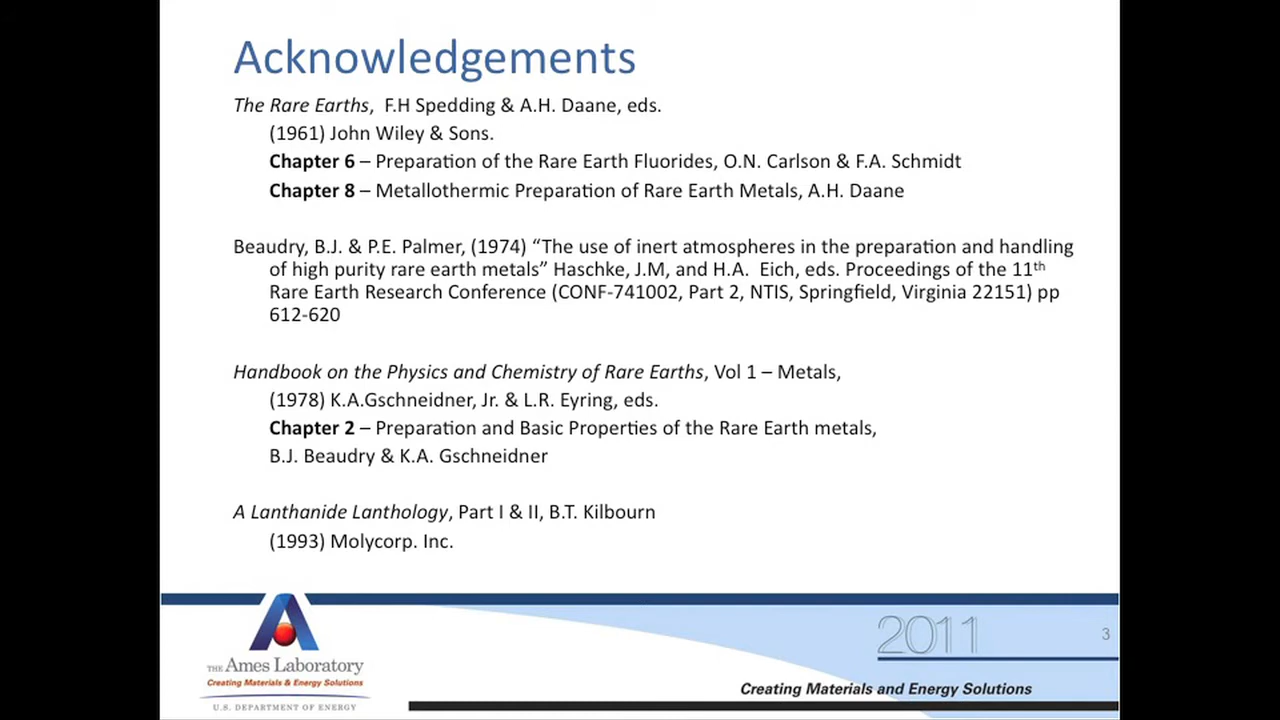 Acknowledgements
The Rare Earths, F.H Spedding & A.H. Daane, eds.
(1961) John Wiley & Sons.
Chapter 6 – Preparation of the Rare Earth Fluorides, O.N. Carlson & F.A. Schmidt
Chapter 8 – Metallothermic Preparation of Rare Earth Metals, A.H. Daane
Beaudry, B.J. & P.E. Palmer, (1974) “The use of inert atmospheres in the preparation and handling
of high purity rare earth metals” Haschke, J.M, and H.A. Eich, eds. Proceedings of the 11th
Rare Earth Research Conference (CONF-741002, Part 2, NTIS, Springfield, Virginia 22151) pp
612-620
Handbook on the Physics and Chemistry of Rare Earths, Vol 1 – Metals,
(1978) K.A.Gschneidner, Jr. & L.R. Eyring, eds.
Chapter 2 – Preparation and Basic Properties of the Rare Earth metals,
B.J. Beaudry & K.A. Gschneidner
A Lanthanide Lanthology, Part I & II, B.T. Kilbourn
(1993) Molycorp. Inc.
2011
3
THE Ames Laboratory
Creating Materials & Energy Solutions
U.S. DEPARTMENT OF ENERGY
Creating Materials and Energy Solutions